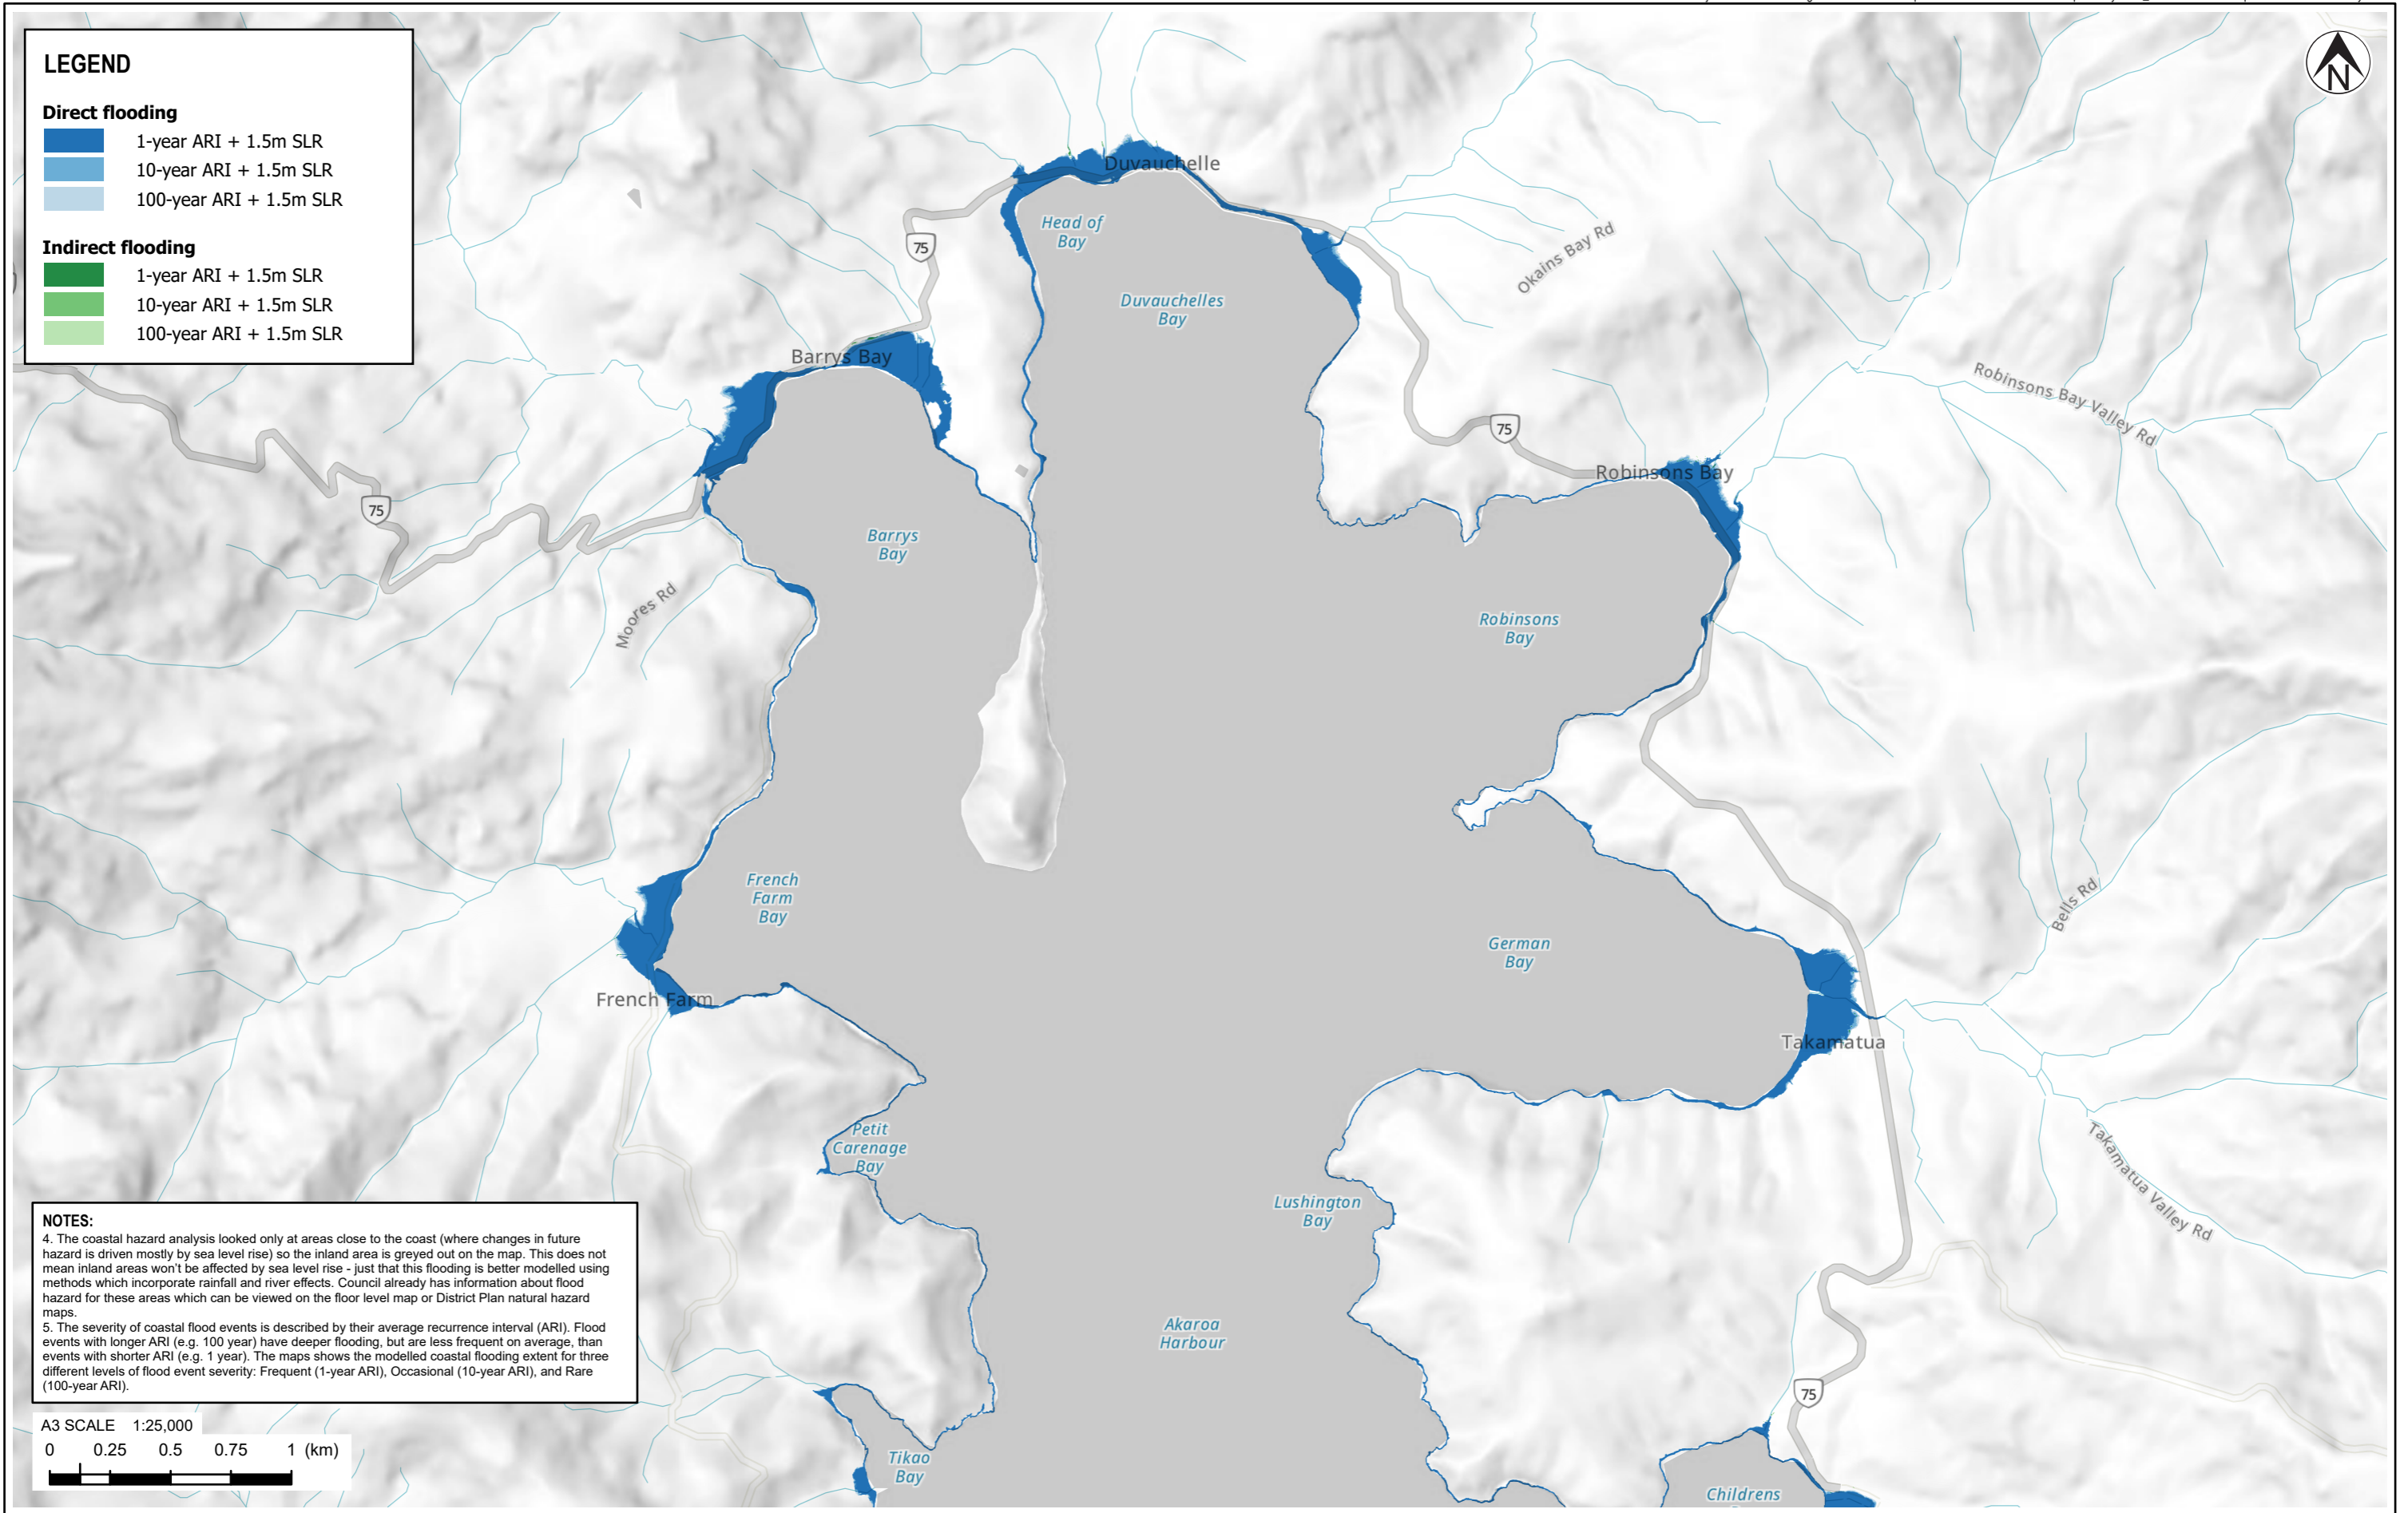 LEGEND
Direct flooding
1-year ARI + 1.5m SLR
10-year ARI + 1.5m SLR
100-year ARI + 1.5m SLR
Indirect flooding
1-year ARI + 1.5m SLR
10-year ARI + 1.5m SLR
100-year ARI + 1.5m SLR
N
Duvauchelle
Head of
Bay
75
Okains Bay Rd
Duvauchelles
Bay
Barrys Bay
Robinsons Bay Valley Rd
75
Robinsons Bay
75
Barrys
Bay
Moores Rd
Robinsons
Bay
French
Farm
Bay
Bells Rd
German
Bay
French Farm
Takamatua
Petit
Carenage
Bay
Takamatua Valley Rd
Lushington
Bay
Akaroa
Harbour
75
Tikao
Bay
Childrens
NOTES:
4. The coastal hazard analysis looked only at areas close to the coast (where changes in future
hazard is driven mostly by sea level rise) so the inland area is greyed out on the map. This does not
mean inland areas won't be affected by sea level rise - just that this flooding is better modelled using
methods which incorporate rainfall and river effects. Council already has information about flood
hazard for these areas which can be viewed on the floor level map or District Plan natural hazard
maps.
5. The severity of coastal flood events is described by their average recurrence interval (ARI). Flood
events with longer ARI (e.g. 100 year) have deeper flooding, but are less frequent on average, than
events with shorter ARI (e.g. 1 year). The maps shows the modelled coastal flooding extent for three
different levels of flood event severity: Frequent (1-year ARI), Occasional (10-year ARI), and Rare
(100-year ARI).
A3 SCALE 1:25,000
0 0.25 0.5 0.75 1 (km)